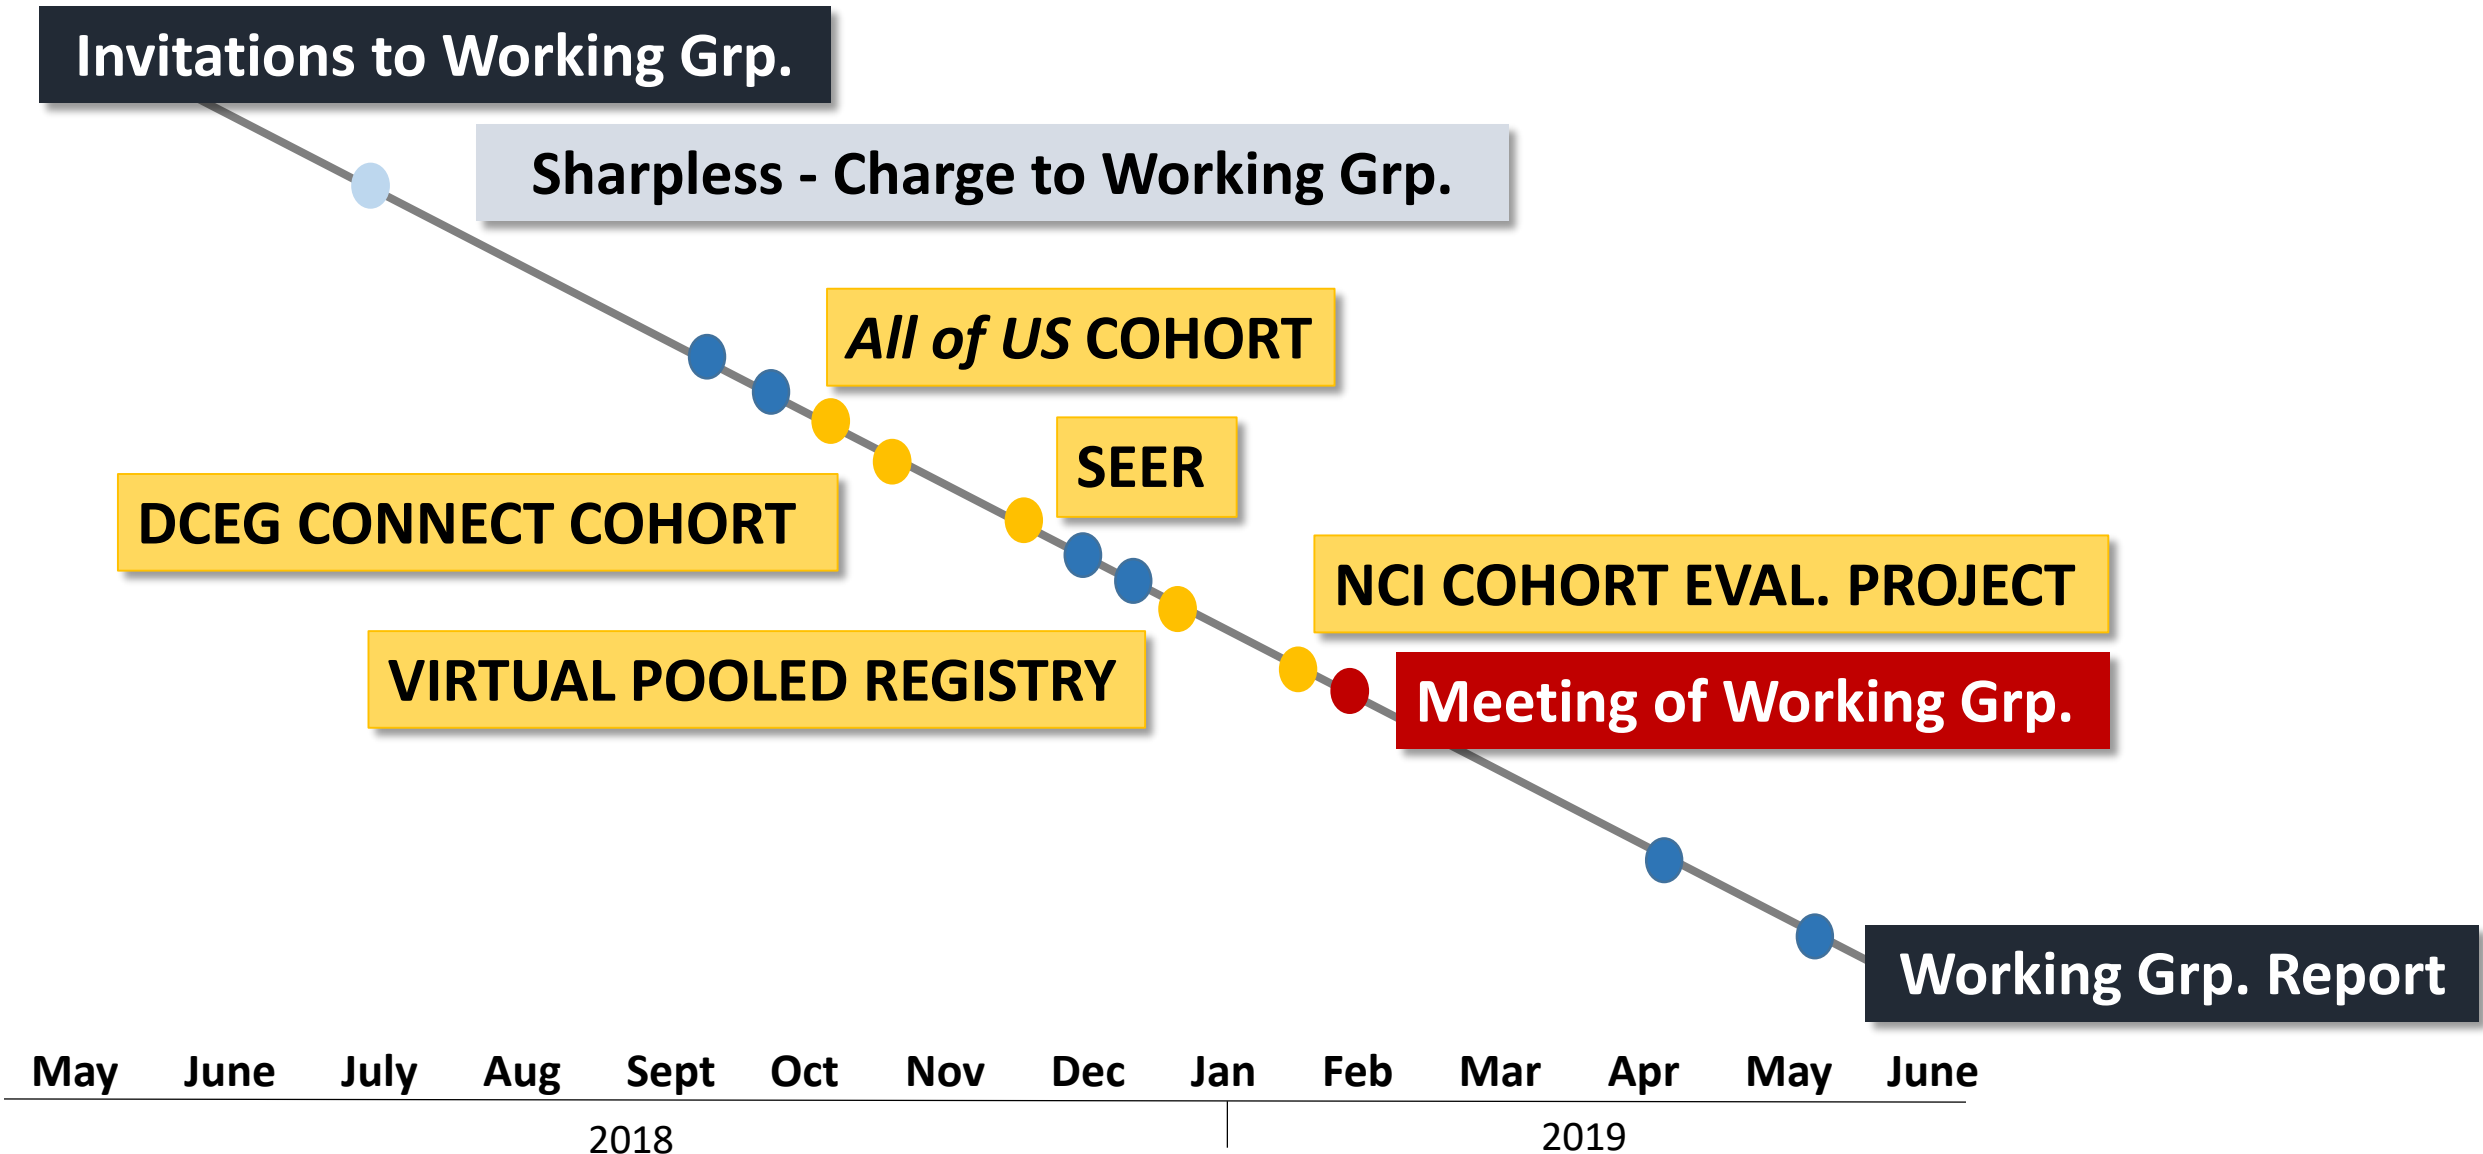 Invitations to Working Grp.
Sharpless - Charge to Working Grp.
All of US COHORT
SEER
DCEG CONNECT COHORT
NCI COHORT EVAL. PROJECT
VIRTUAL POOLED REGISTRY
Meeting of Working Grp.
Working Grp. Report
May June July Aug Sept Oct Nov Dec Jan Feb Mar Apr May June
2018 2019